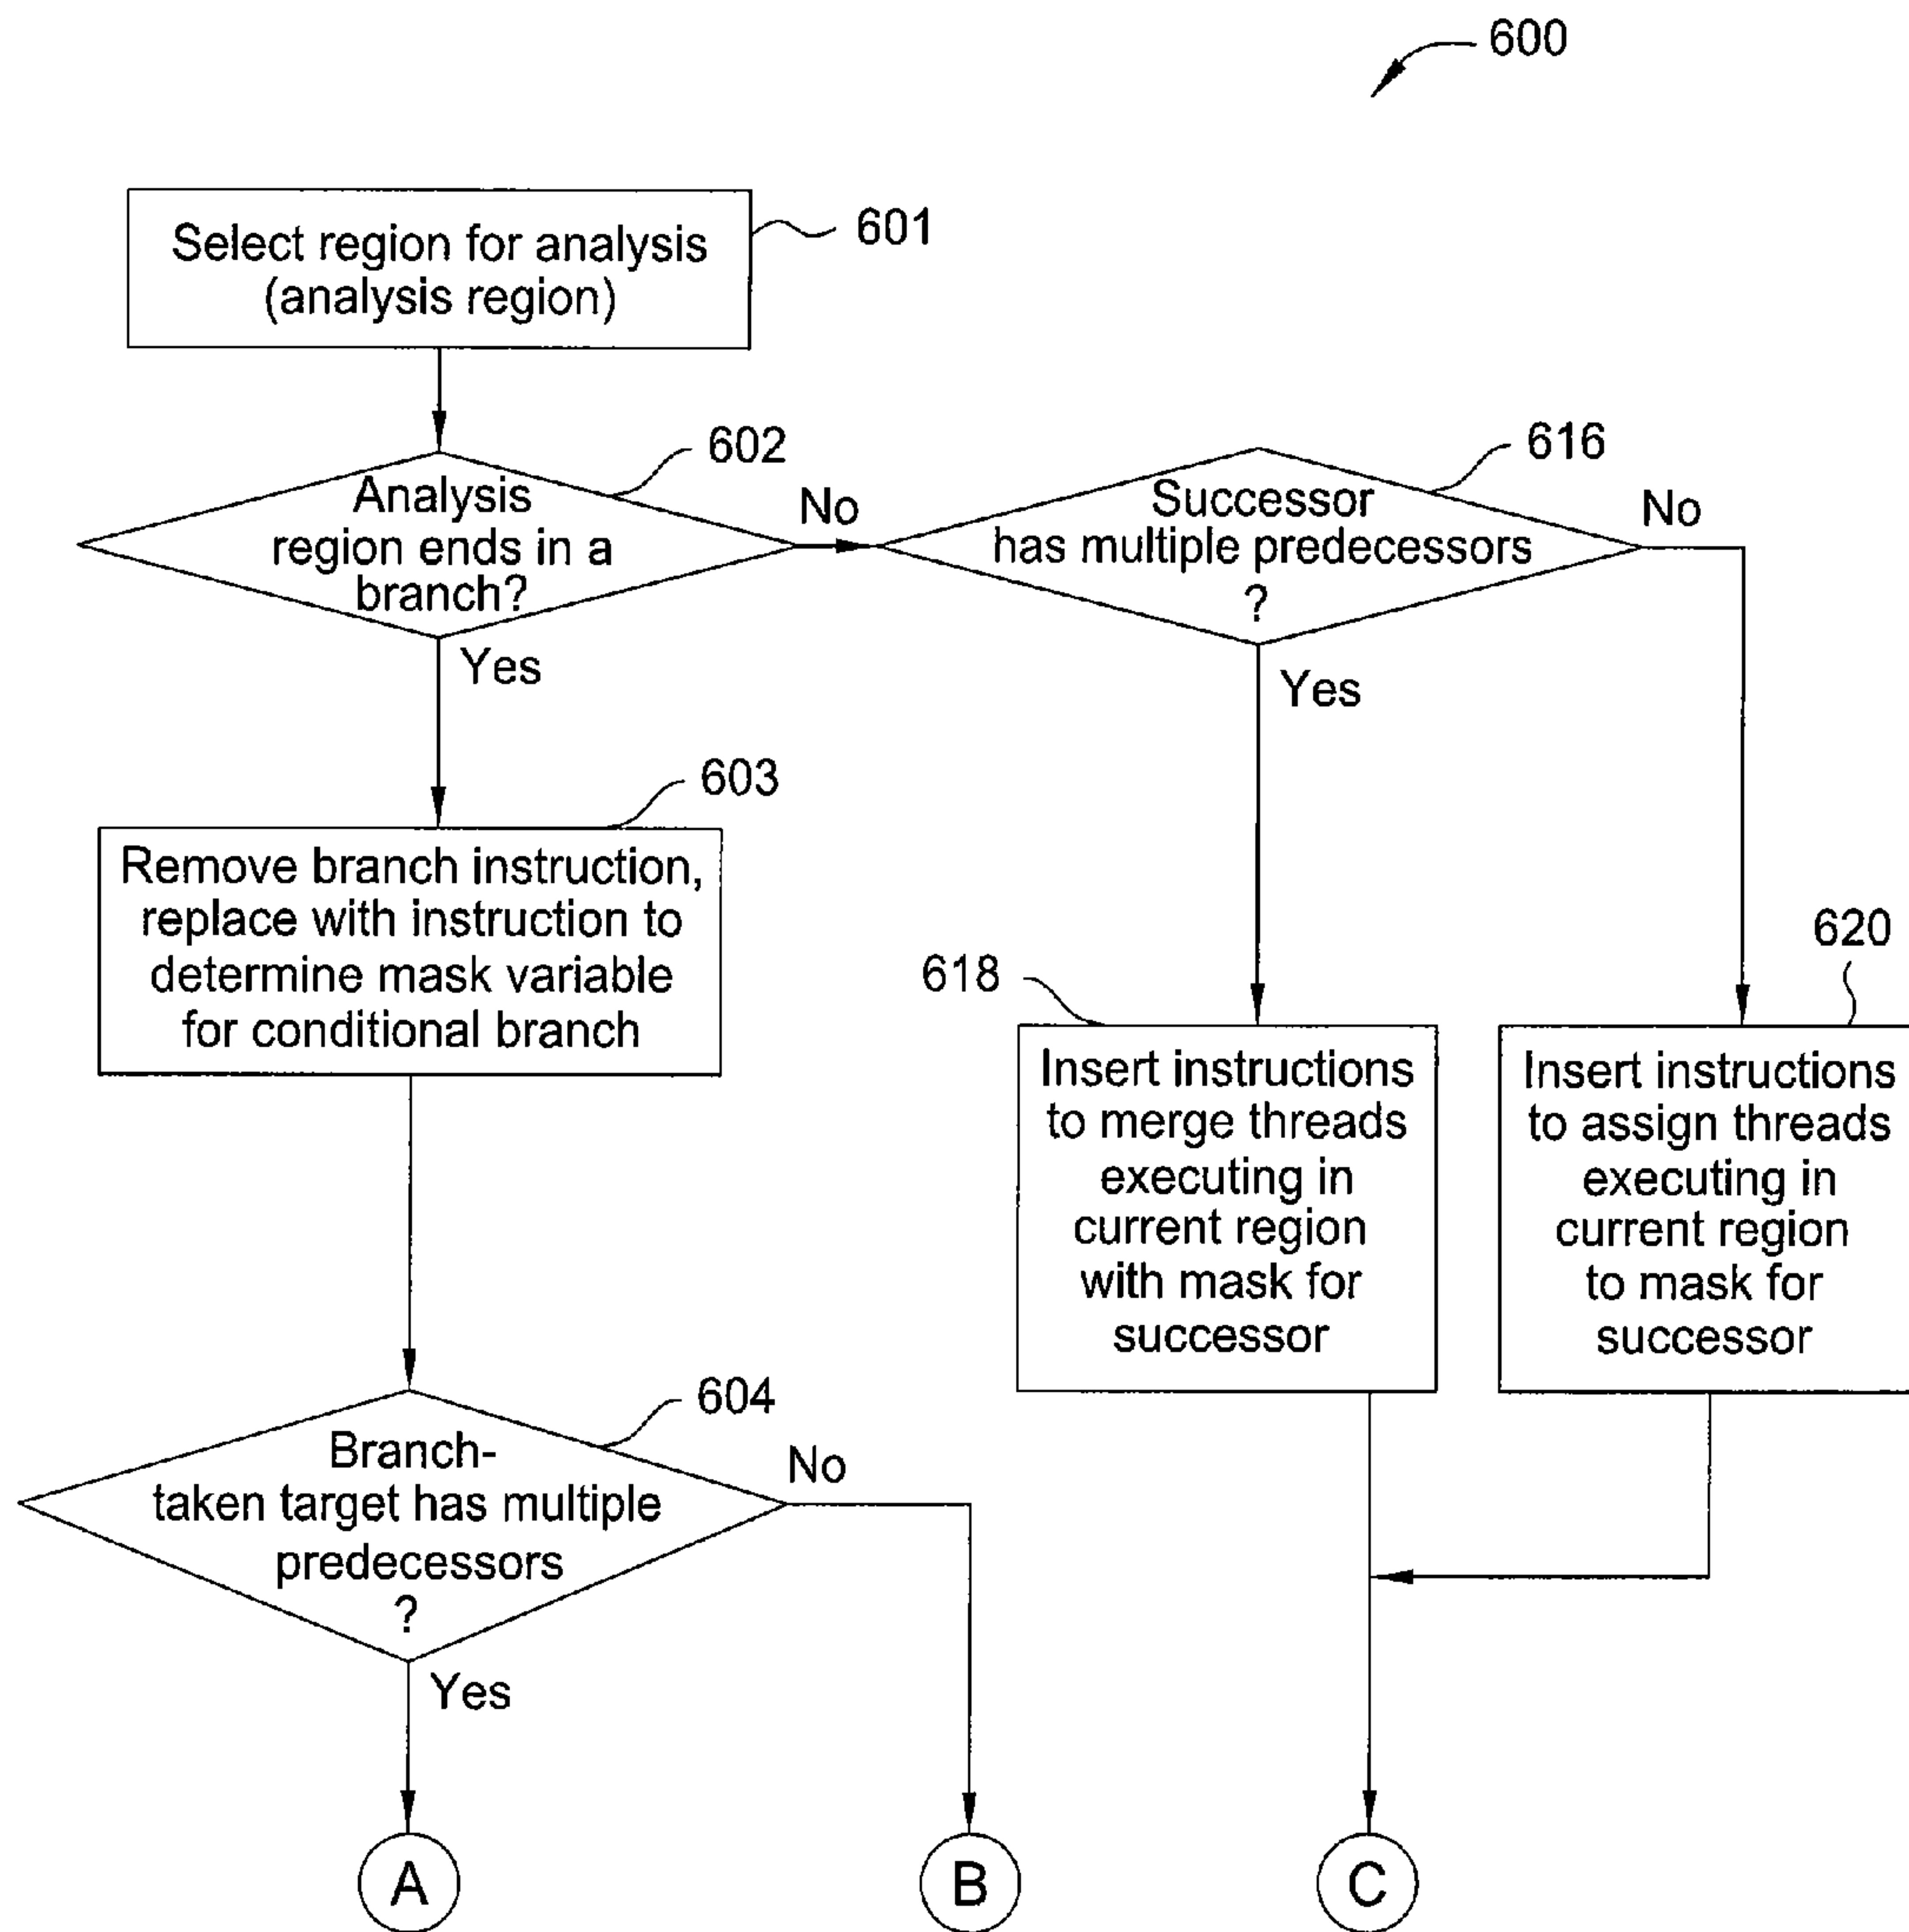 600
Select region for analysis
(analysis region)
601
Analysis
region ends in a
branch?
602
No
Yes
Successor
has multiple predecessors
?
616
No
Yes
603
Remove branch instruction,
replace with instruction to
determine mask variable
for conditional branch
618
Insert instructions
to merge threads
executing in
current region
with mask for
successor
620
Insert instructions
to assign threads
executing in
current region
to mask for
successor
604
Branch-
taken target has multiple
predecessors
?
No
Yes
A
B
C